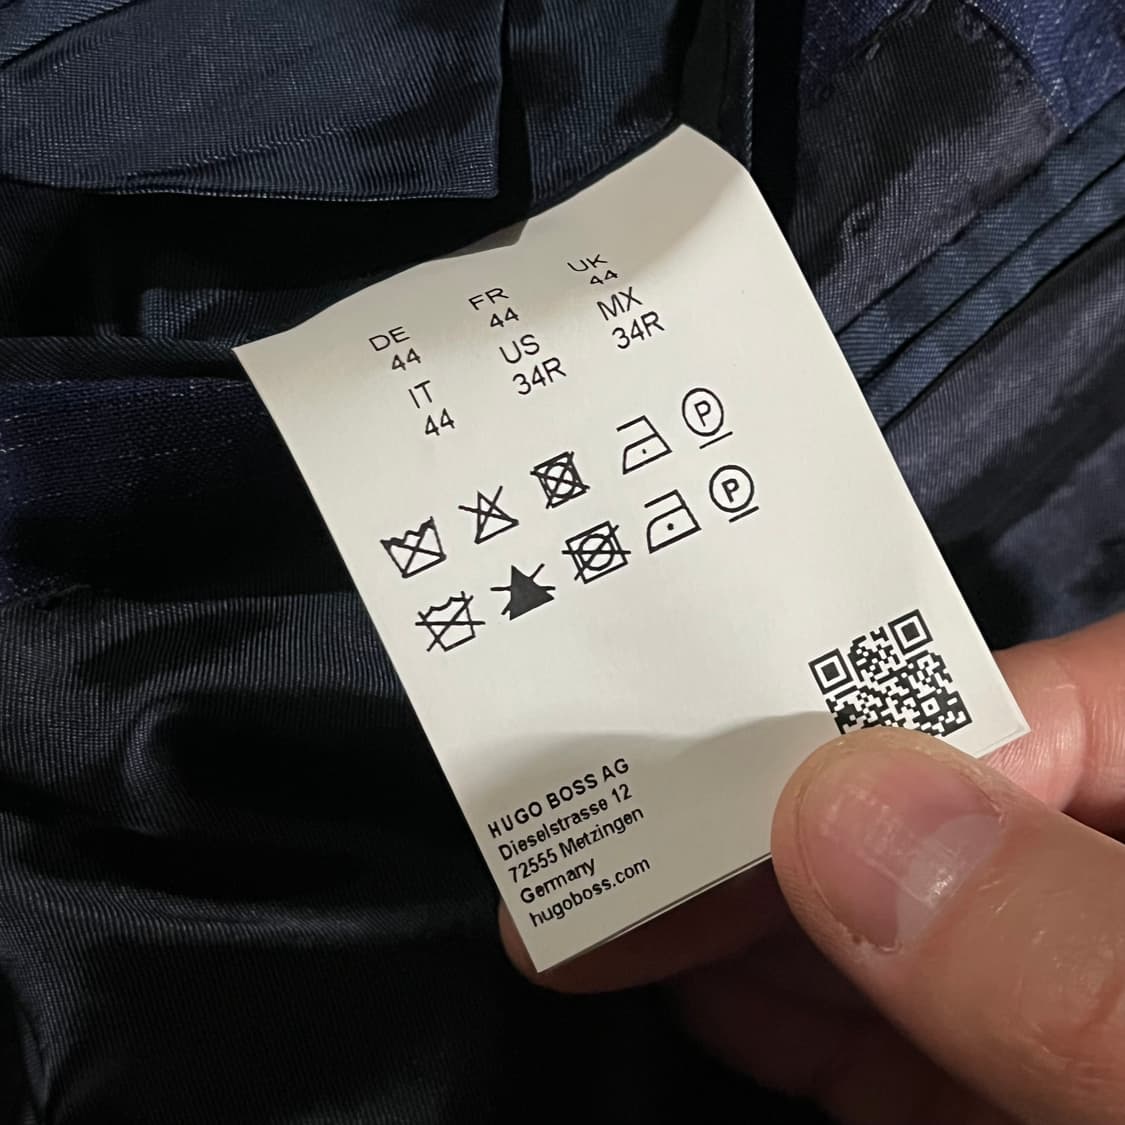 DE FR UK
44 44 44
IT US MX
44 34R 34R
P
P
HUGO BOSS AG
Dieselstrasse 12
72555 Metzingen
Germany
hugoboss.com